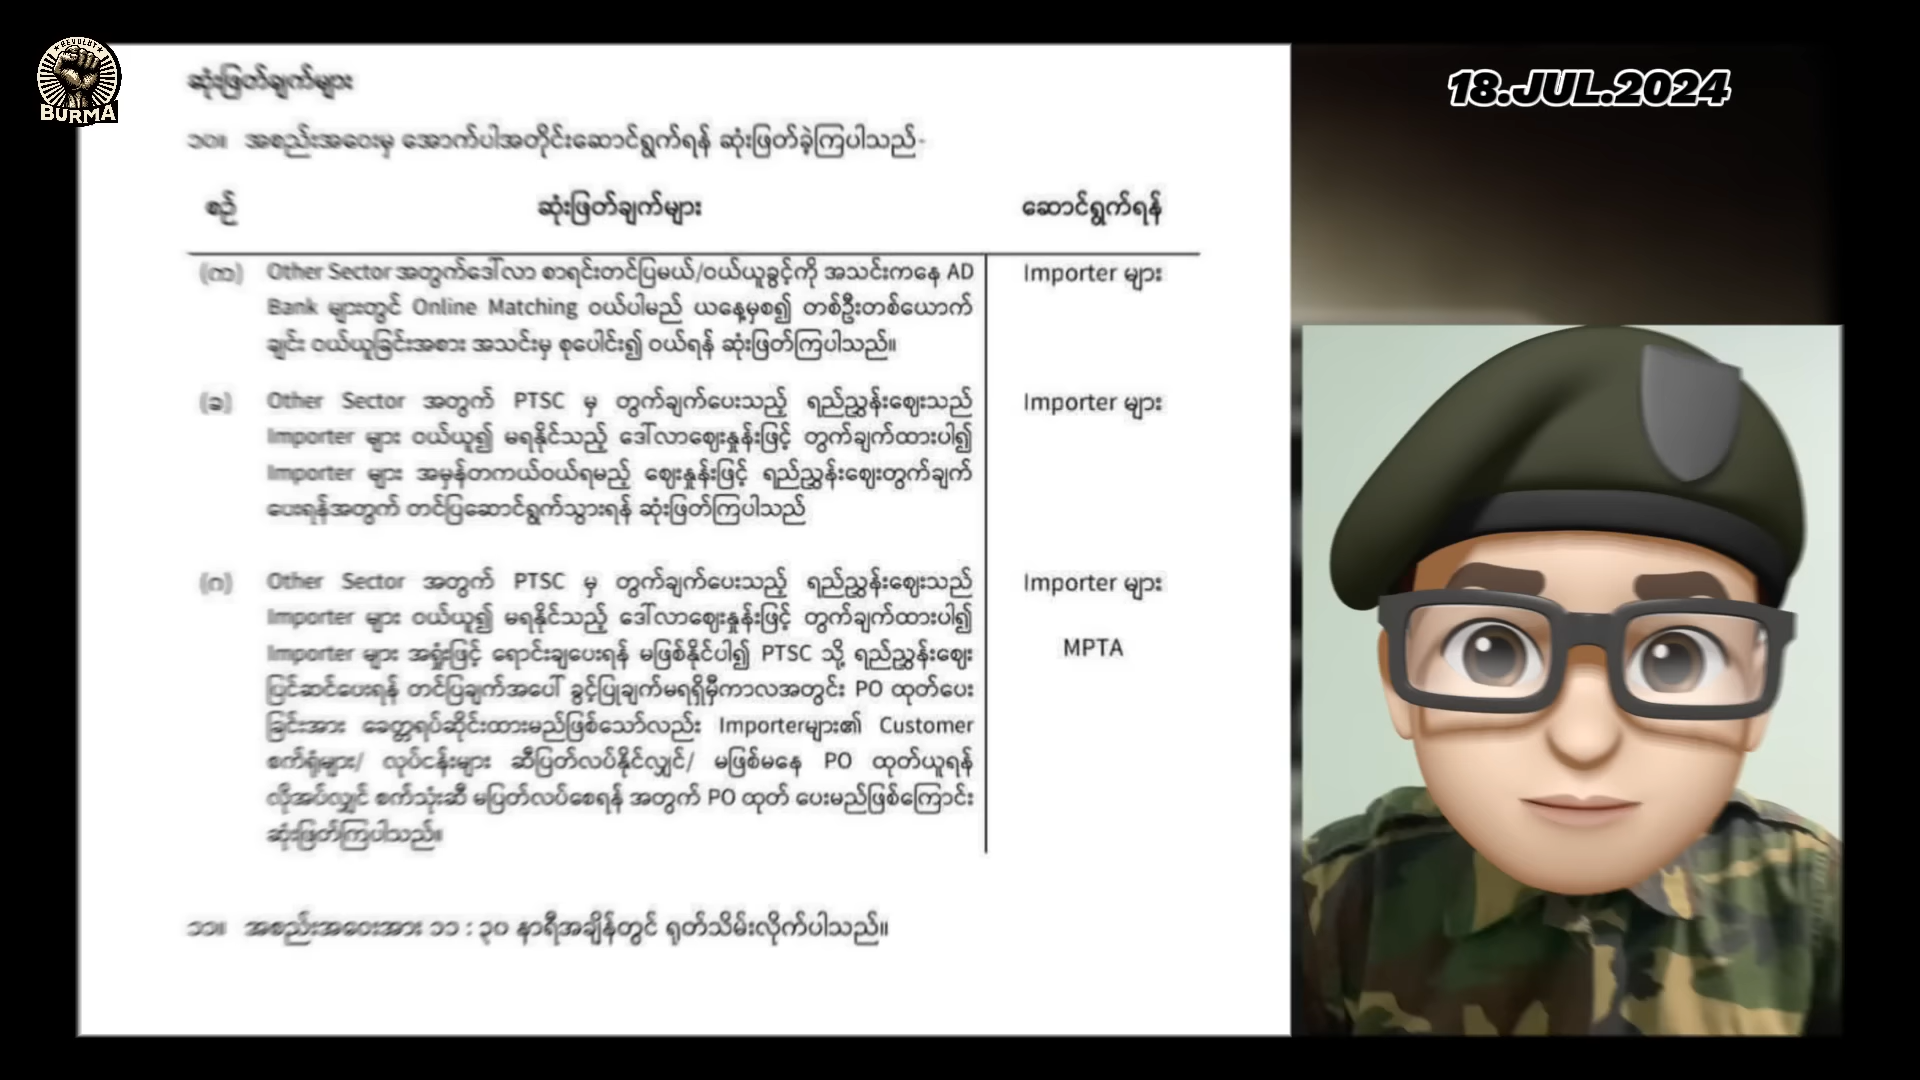 REVOLUT
BURMA
18.JUL.2024
ဆုံးဖြတ်ချက်များ
၁၀။ အစည်းအဝေးမှ အောက်ပါအတိုင်းဆောင်ရွက်ရန် ဆုံးဖြတ်ခဲ့ကြပါသည်-
စဉ် ဆုံးဖြတ်ချက်များ ဆောင်ရွက်ရန်
(က) Other Sector အတွက်ဒေါ်လာ စာရင်းတင်ပြမယ်/ဝယ်ယူခွင့်ကို အသင်းကနေ AD Importer များ
Bank များတွင် Online Matching ဝယ်ပါမည် ယနေ့မှစ၍ တစ်ဦးတစ်ယောက်
ချင်း ဝယ်ယူခြင်းအစား အသင်းမှ စုပေါင်း၍ ဝယ်ရန် ဆုံးဖြတ်ကြပါသည်။
(ခ) Other Sector အတွက် PTSC မှ တွက်ချက်ပေးသည့် ရည်ညွှန်းဈေးသည် Importer များ
Importer များ ဝယ်ယူ၍ မရနိုင်သည့် ဒေါ်လာဈေးနှုန်းဖြင့် တွက်ချက်ထားပါ၍
Importer များ အမှန်တကယ်ဝယ်ရမည့် ဈေးနှုန်းဖြင့် ရည်ညွှန်းဈေးတွက်ချက်
ပေးရန်အတွက် တင်ပြဆောင်ရွက်သွားရန် ဆုံးဖြတ်ကြပါသည်
(ဂ) Other Sector အတွက် PTSC မှ တွက်ချက်ပေးသည့် ရည်ညွှန်းဈေးသည် Importer များ
Importer များ ဝယ်ယူ၍ မရနိုင်သည့် ဒေါ်လာဈေးနှုန်းဖြင့် တွက်ချက်ထားပါ၍
Importer များ အရှုံးဖြင့် ရောင်းချပေးရန် မဖြစ်နိုင်ပါ၍ PTSC သို့ ရည်ညွှန်းဈေး MPTA
ပြင်ဆင်ပေးရန် တင်ပြချက်အပေါ် ခွင့်ပြုချက်မရရှိမှီကာလအတွင်း PO ထုတ်ပေး
ခြင်းအား ခေတ္တရပ်ဆိုင်းထားမည်ဖြစ်သော်လည်း Importerများ၏ Customer
စက်ရုံများ/ လုပ်ငန်းများ ဆီပြတ်လပ်နိုင်လျှင်/ မဖြစ်မနေ PO ထုတ်ယူရန်
လိုအပ်လျှင် စက်သုံးဆီ မပြတ်လပ်စေရန် အတွက် PO ထုတ် ပေးမည်ဖြစ်ကြောင်း
ဆုံးဖြတ်ကြပါသည်။
၁၁။ အစည်းအဝေးအား ၁၁ : ၃၀ နာရီအချိန်တွင် ရုတ်သိမ်းလိုက်ပါသည်။